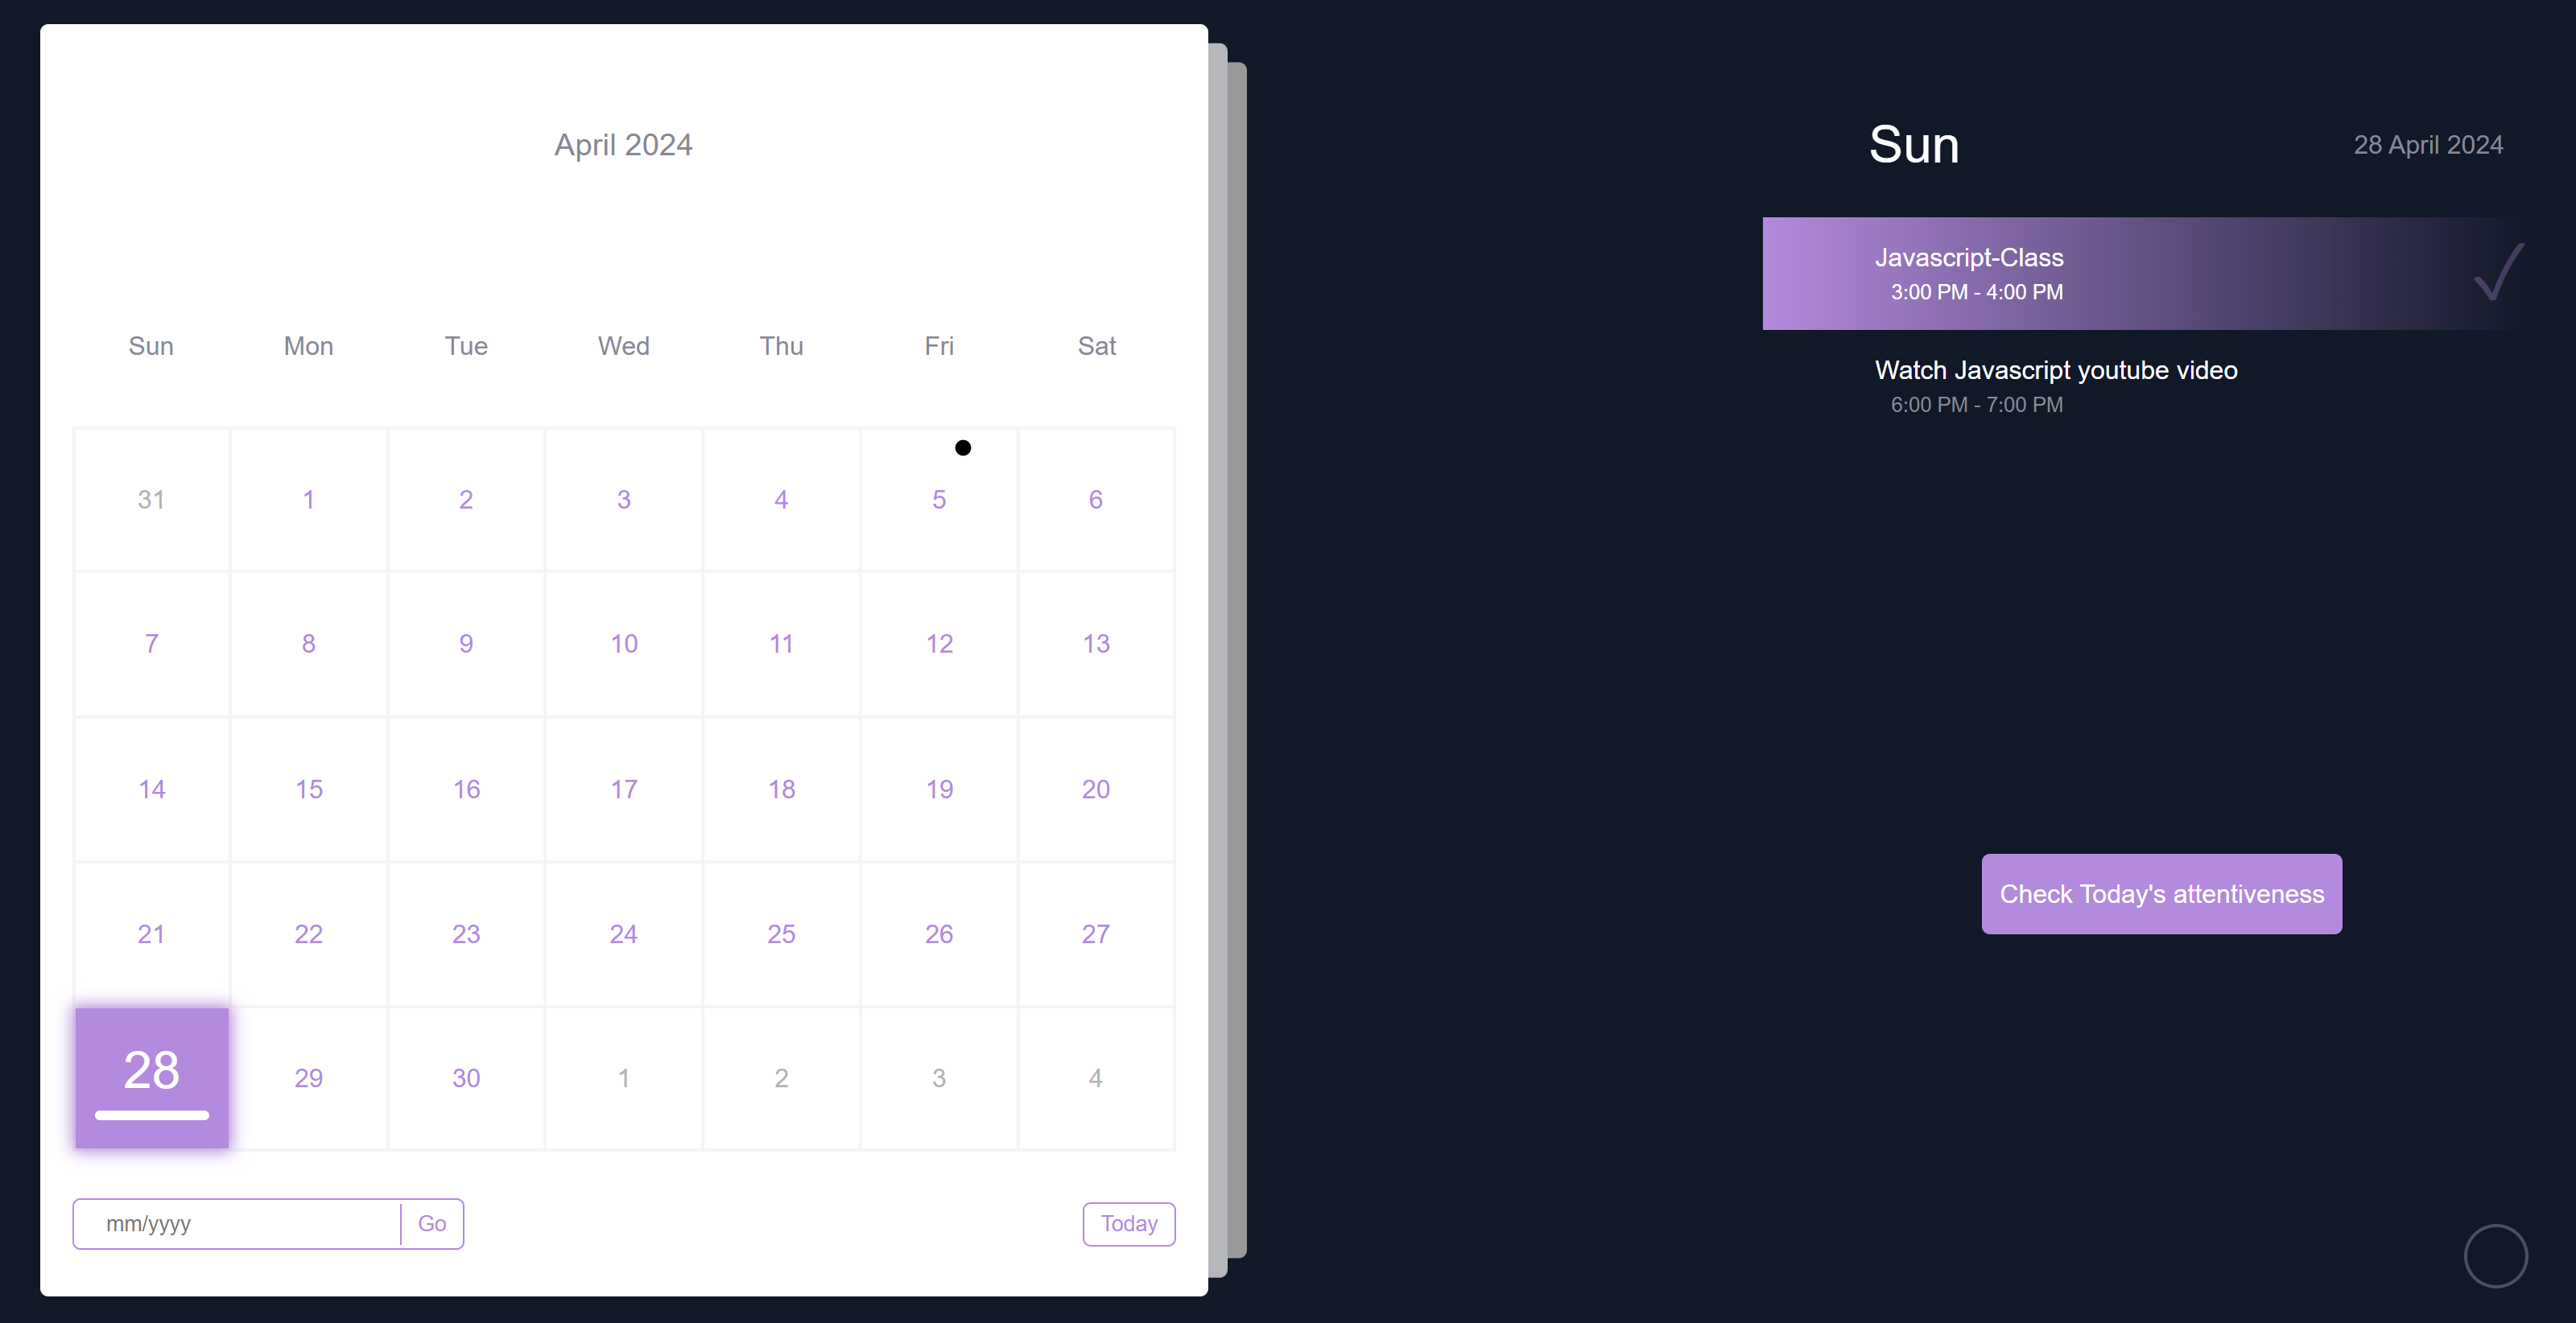 April 2024
Sun Mon Tue Wed Thu Fri Sat
31 1 2 3 4 5 6
7 8 9 10 11 12 13
14 15 16 17 18 19 20
21 22 23 24 25 26 27
28 29 30 1 2 3 4
mm/yyyy Go Today
Sun 28 April 2024
Javascript-Class
3:00 PM - 4:00 PM
Watch Javascript youtube video
6:00 PM - 7:00 PM
Check Today's attentiveness